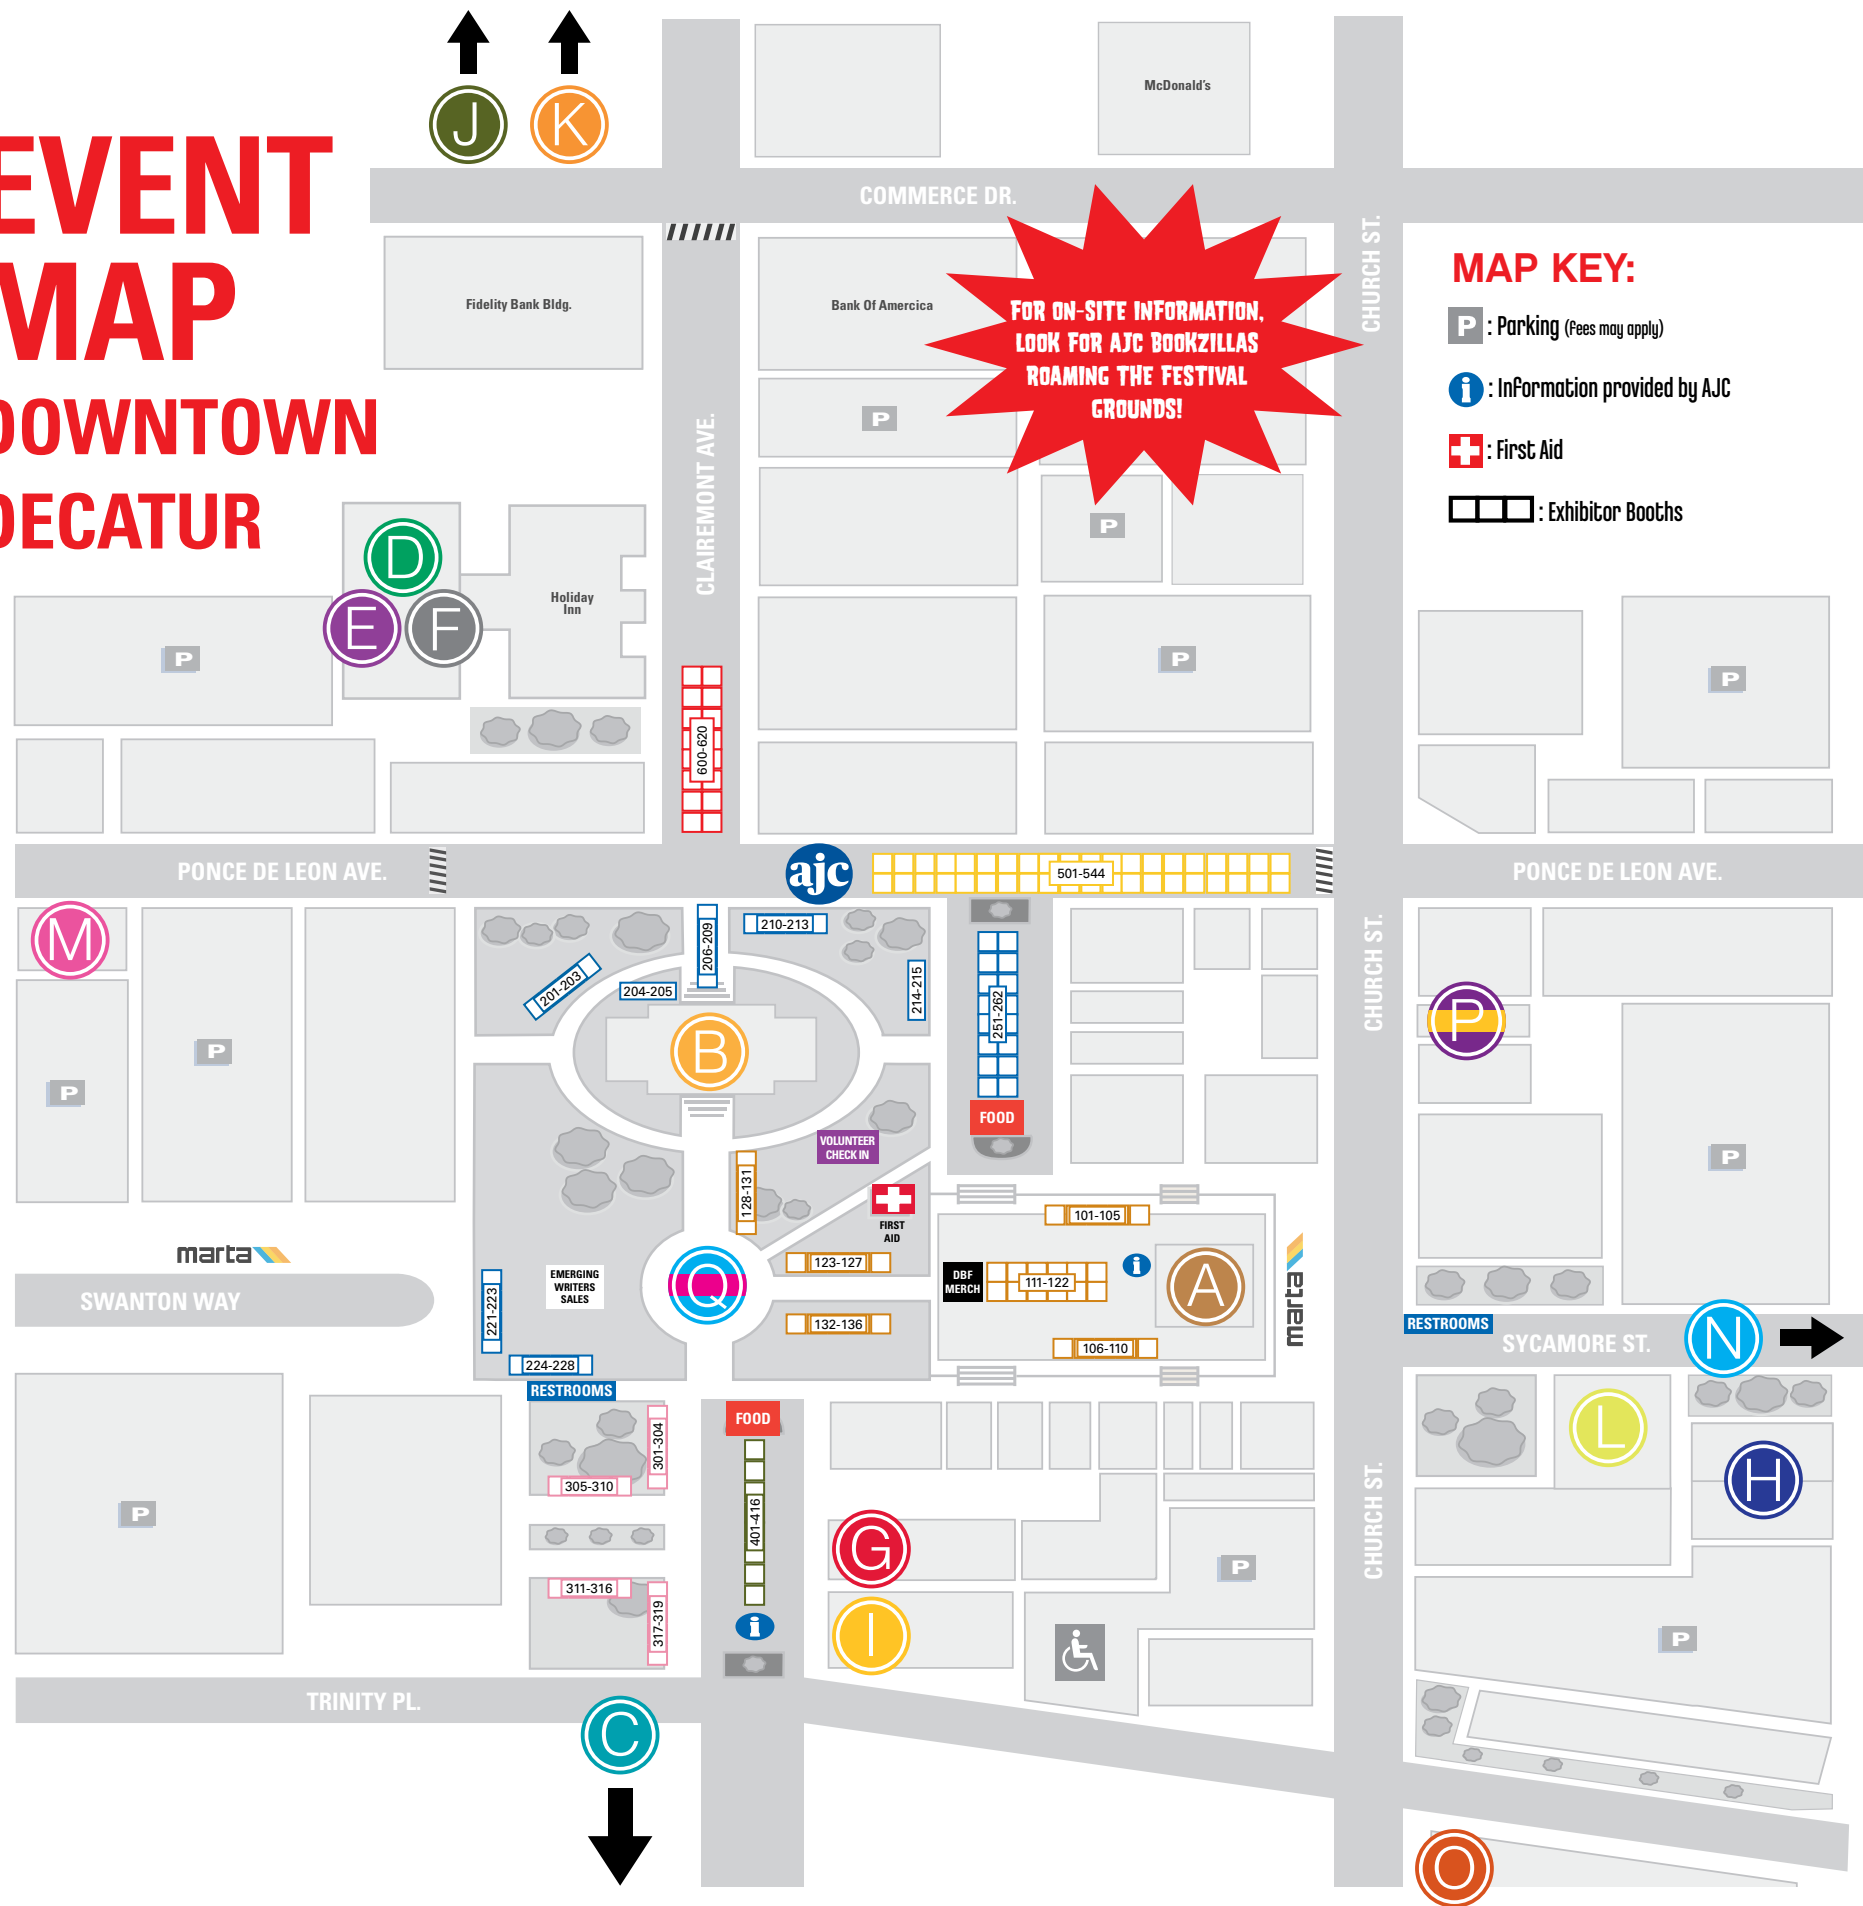 EVENT
MAP
DOWNTOWN
DECATUR
J
K
McDonald's
COMMERCE DR.
Fidelity Bank Bldg.
Bank Of Amercica
FOR ON-SITE INFORMATION,
LOOK FOR AJC BOOKZILLAS
ROAMING THE FESTIVAL
GROUNDS!
CHURCH ST.
MAP KEY:
P : Parking (fees may apply)
i : Information provided by AJC
: First Aid
: Exhibitor Booths
P
CLAIREMONT AVE.
P
D
E
F
Holiday
Inn
P
P
P
600-620
PONCE DE LEON AVE.
ajc
501-544
PONCE DE LEON AVE.
M
201-203
204-205
206-209
210-213
214-215
251-262
CHURCH ST.
P
B
P
P
FOOD
VOLUNTEER
CHECK IN
P
128-131
FIRST
AID
101-105
marta
SWANTON WAY
221-223
EMERGING
WRITERS
SALES
Q
123-127
132-136
DBF
MERCH
111-122
i
A
marta
106-110
224-228
RESTROOMS
RESTROOMS
SYCAMORE ST.
N
FOOD
301-304
305-310
401-416
L
H
CHURCH ST.
P
G
P
311-316
317-319
i
I
P
TRINITY PL.
C
O